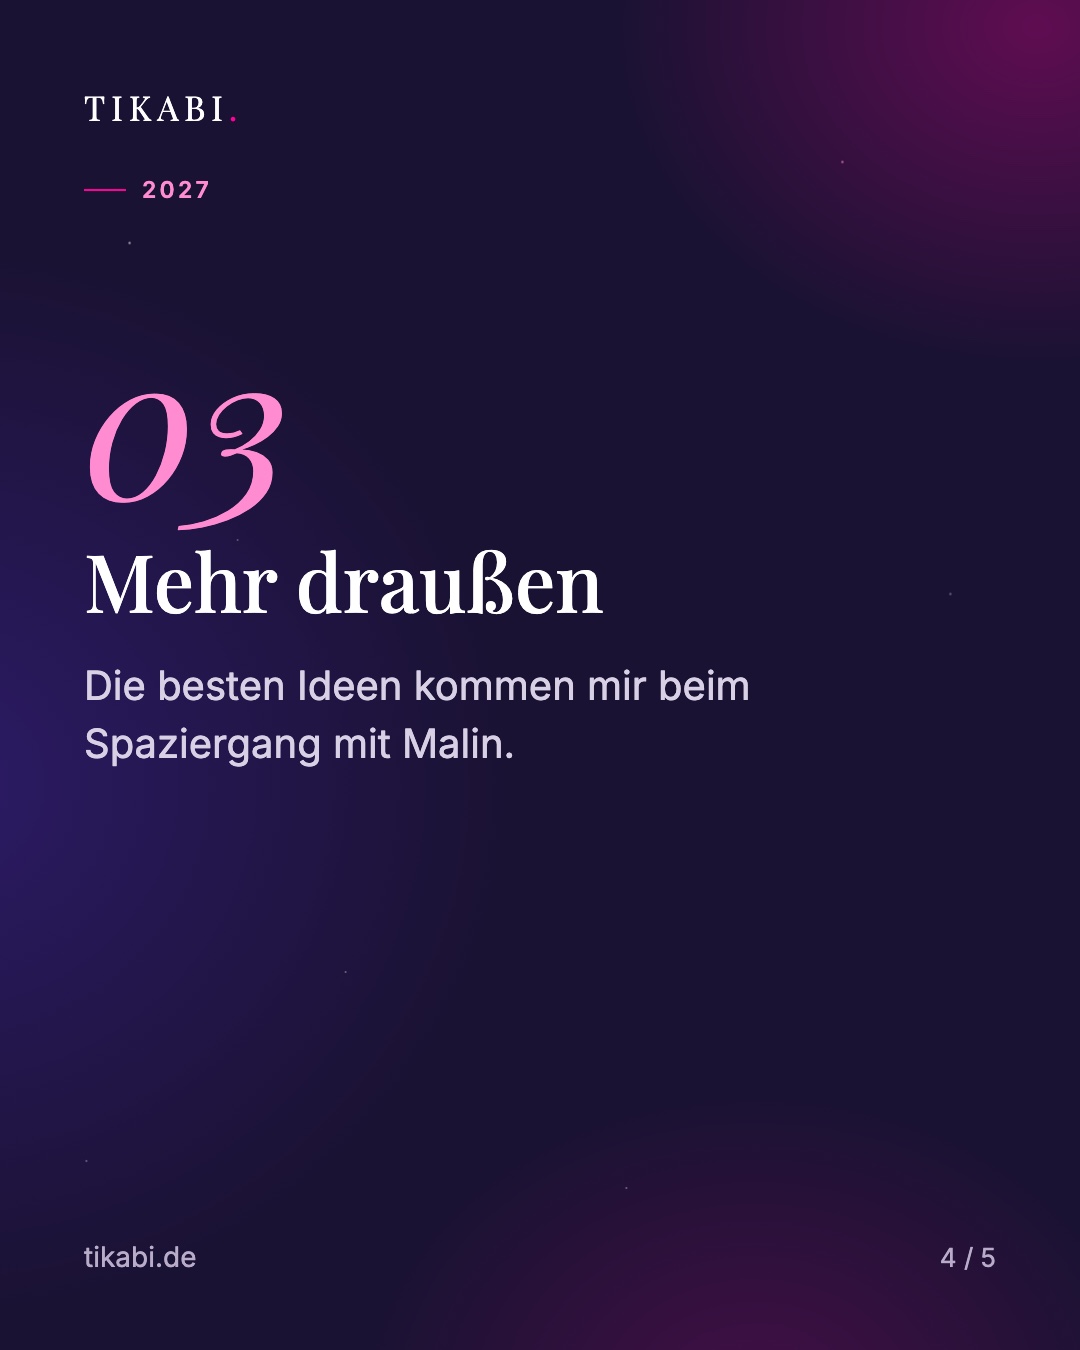 TIKABI.
2027
03
Mehr draußen
Die besten Ideen kommen mir beim
Spaziergang mit Malin.
tikabi.de
4 / 5